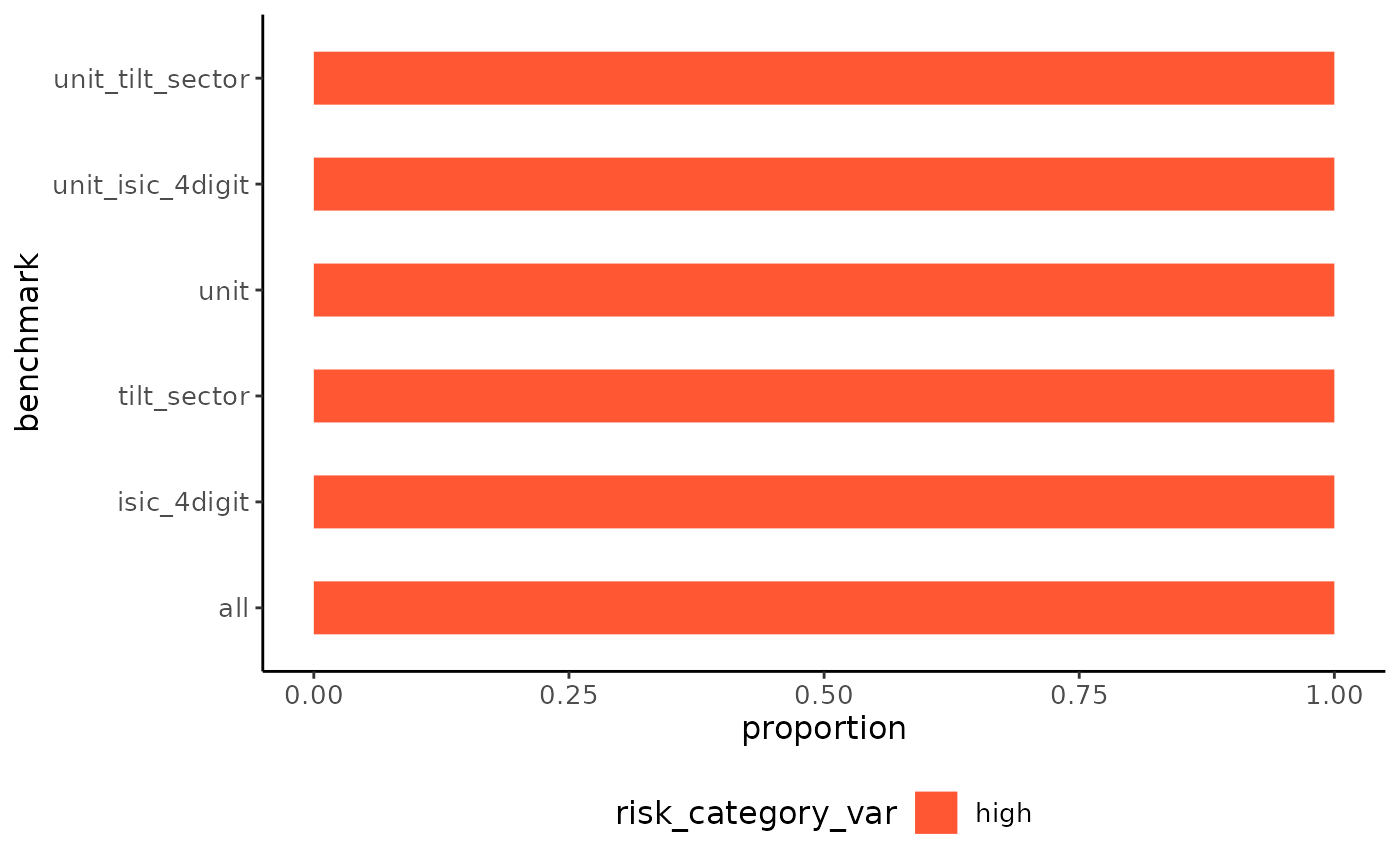 benchmark
unit_tilt_sector
unit_isic_4digit
unit
tilt_sector
isic_4digit
all
0.00 0.25 0.50 0.75 1.00
proportion
risk_category_var high